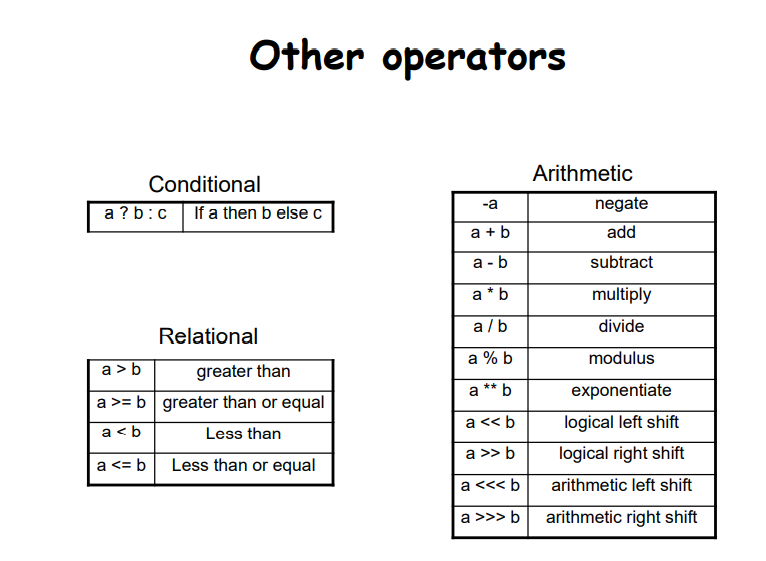 Other operators
Conditional
a ? b : c If a then b else c
Relational
a > b greater than
a >= b greater than or equal
a < b Less than
a <= b Less than or equal
Arithmetic
-a negate
a + b add
a - b subtract
a * b multiply
a / b divide
a % b modulus
a ** b exponentiate
a << b logical left shift
a >> b logical right shift
a <<< b arithmetic left shift
a >>> b arithmetic right shift